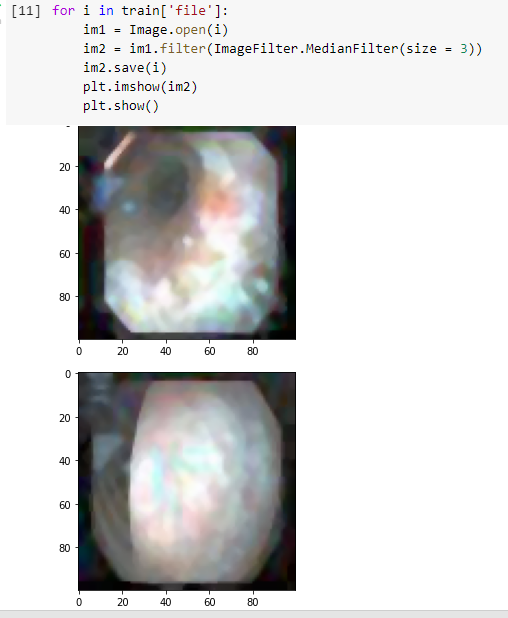 [11] for i in train['file']:
im1 = Image.open(i)
im2 = im1.filter(ImageFilter.MedianFilter(size = 3))
im2.save(i)
plt.imshow(im2)
plt.show()
20
40
60
80
0 20 40 60 80
0
20
40
60
80
0 20 40 60 80